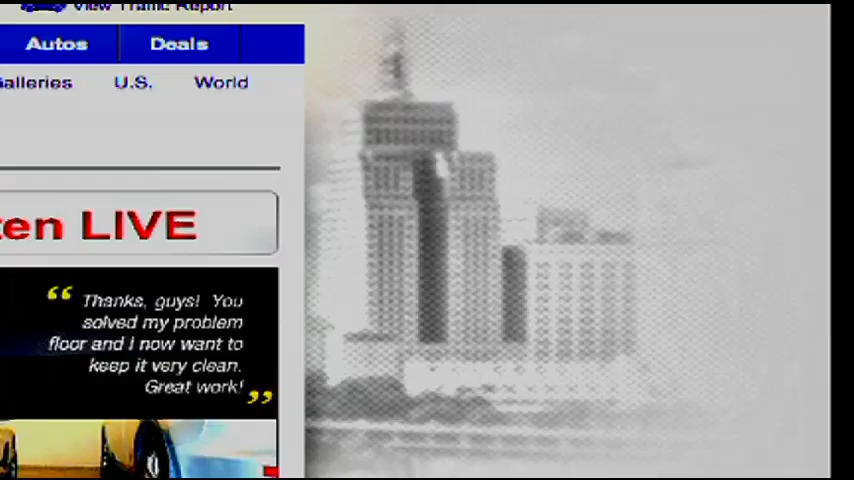 View Traffic Report
Autos Deals
alleries U.S. World
ten LIVE
“ Thanks, guys! You
solved my problem
floor and I now want to
keep it very clean.
Great work! ”